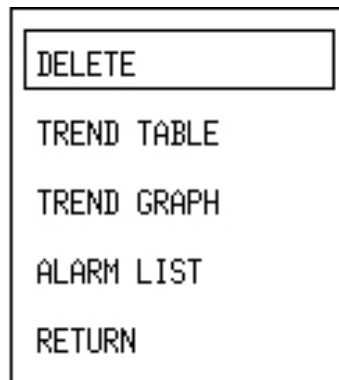 DELETE
TREND TABLE
TREND GRAPH
ALARM LIST
RETURN